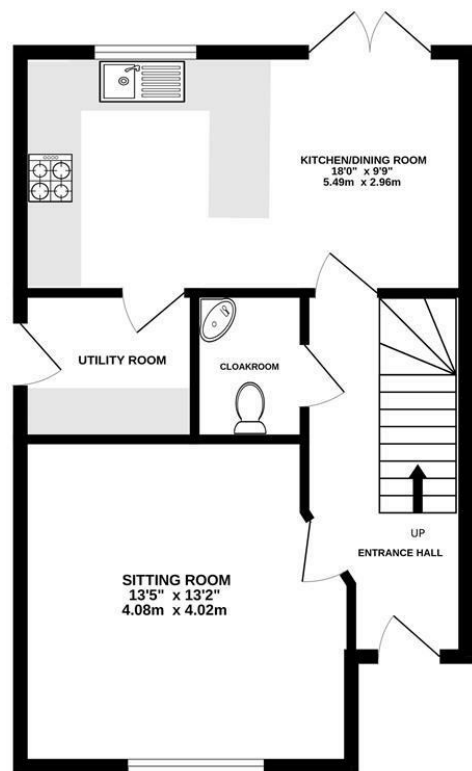 KITCHEN/DINING ROOM
18'0" x 9'9"
5.49m x 2.96m
UTILITY ROOM
CLOAKROOM
UP
ENTRANCE HALL
SITTING ROOM
13'5" x 13'2"
4.08m x 4.02m